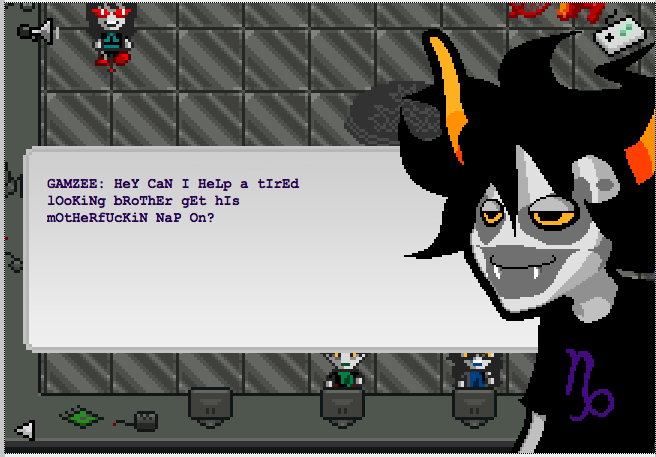 GAMZEE: HeY CaN I HeLp a tIrEd
lOoKiNg bRoThEr gEt hIs
mOtHeRfUcKiN NaP On?